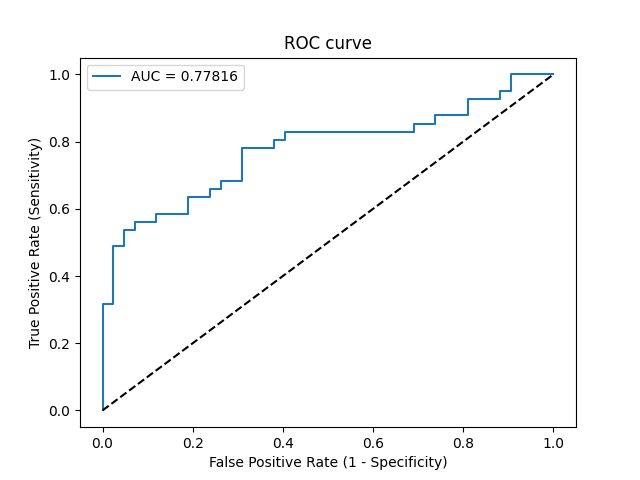 ROC curve
AUC = 0.77816
1.0
0.8
0.6
0.4
0.2
0.0
True Positive Rate (Sensitivity)
0.0 0.2 0.4 0.6 0.8 1.0
False Positive Rate (1 - Specificity)